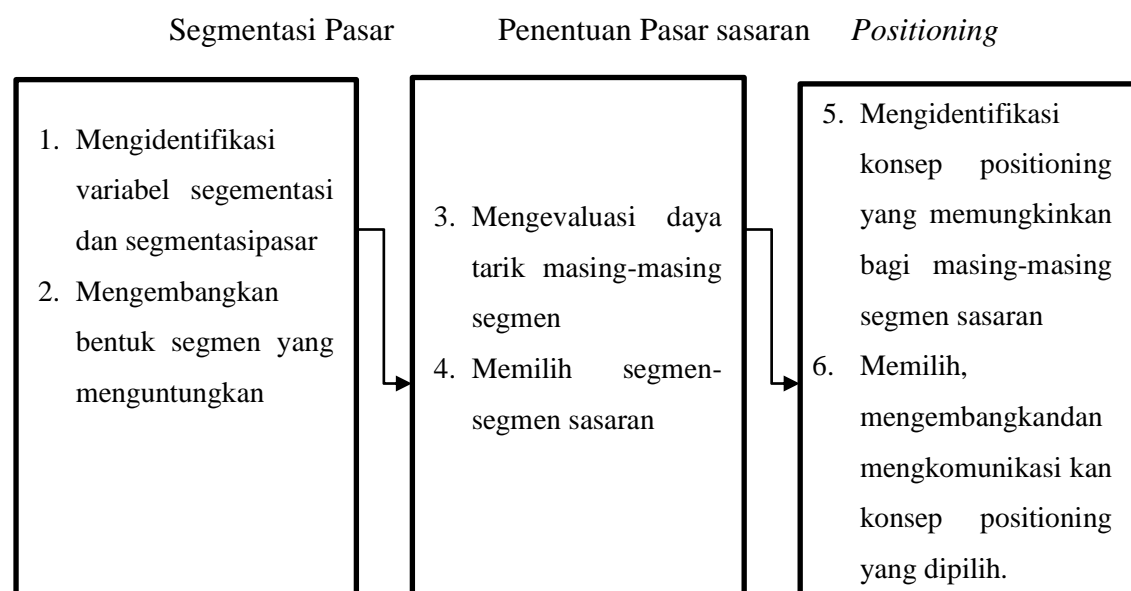 Segmentasi Pasar Penentuan Pasar sasaran Positioning
1. Mengidentifikasi
variabel segementasi
dan segmentasipasar
2. Mengembangkan
bentuk segmen yang
menguntungkan
3. Mengevaluasi daya
tarik masing-masing
segmen
4. Memilih segmen-
segmen sasaran
5. Mengidentifikasi
konsep positioning
yang memungkinkan
bagi masing-masing
segmen sasaran
6. Memilih,
mengembangkandan
mengkomunikasi kan
konsep positioning
yang dipilih.